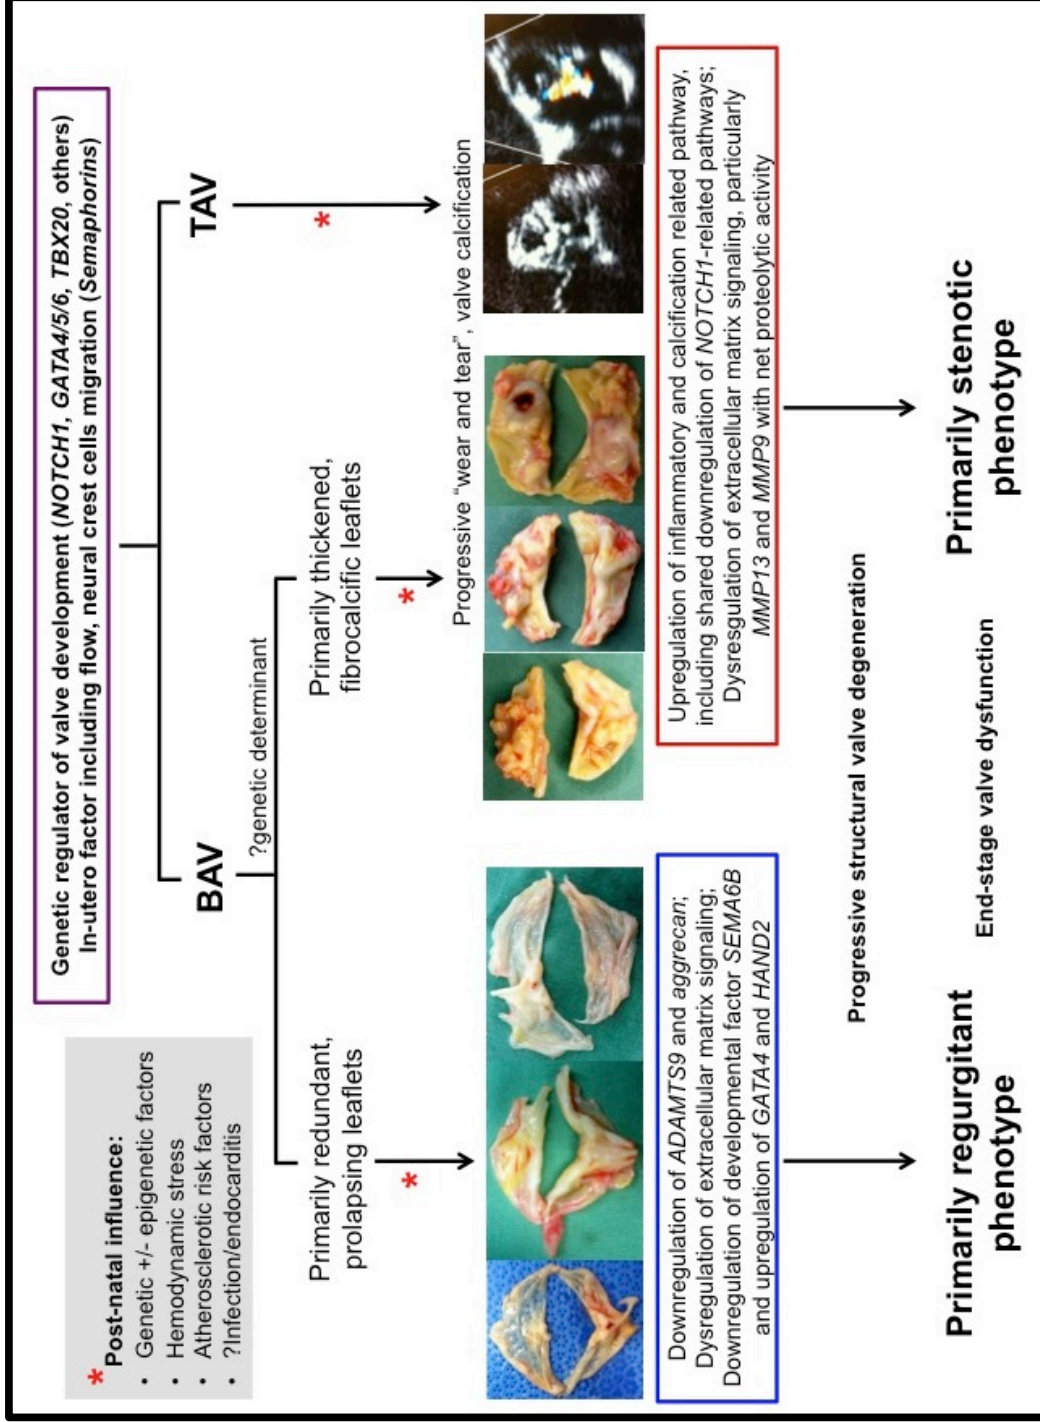 Genetic regulator of valve development (NOTCH1, GATA4/5/6, TBX20, others)
In-utero factor including flow, neural crest cells migration (Semaphorins)
* Post-natal influence:
• Genetic +/- epigenetic factors
• Hemodynamic stress
• Atherosclerotic risk factors
• ?Infection/endocarditis
BAV
TAV
?genetic determinant
Primarily redundant,
prolapsing leaflets
Primarily thickened,
fibrocalcific leaflets
*
*
*
Progressive “wear and tear”, valve calcification
Downregulation of ADAMTS9 and aggrecan;
Dysregulation of extracellular matrix signaling;
Downregulation of developmental factor SEMA6B
and upregulation of GATA4 and HAND2
Upregulation of inflammatory and calcification related pathway,
including shared downregulation of NOTCH1-related pathways;
Dysresgulation of extracellular matrix signaling, particularly
MMP13 and MMP9 with net proteolytic activity
Progressive structural valve degeneration
Primarily regurgitant
phenotype
End-stage valve dysfunction
Primarily stenotic
phenotype